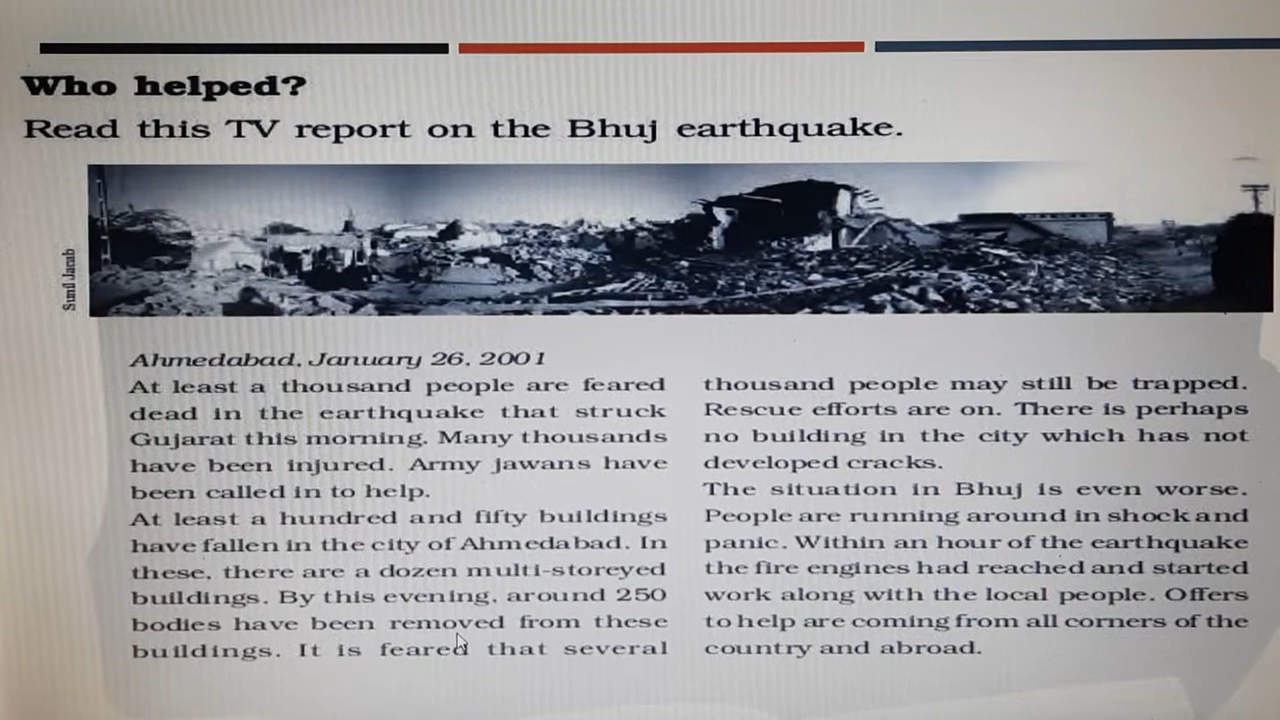 Who helped?
Read this TV report on the Bhuj earthquake.
Sunil Jacob
Ahmedabad, January 26, 2001
At least a thousand people are feared
dead in the earthquake that struck
Gujarat this morning. Many thousands
have been injured. Army jawans have
been called in to help.
At least a hundred and fifty buildings
have fallen in the city of Ahmedabad. In
these, there are a dozen multi-storeyed
buildings. By this evening, around 250
bodies have been removed from these
buildings. It is feared that several
thousand people may still be trapped.
Rescue efforts are on. There is perhaps
no building in the city which has not
developed cracks.
The situation in Bhuj is even worse.
People are running around in shock and
panic. Within an hour of the earthquake
the fire engines had reached and started
work along with the local people. Offers
to help are coming from all corners of the
country and abroad.